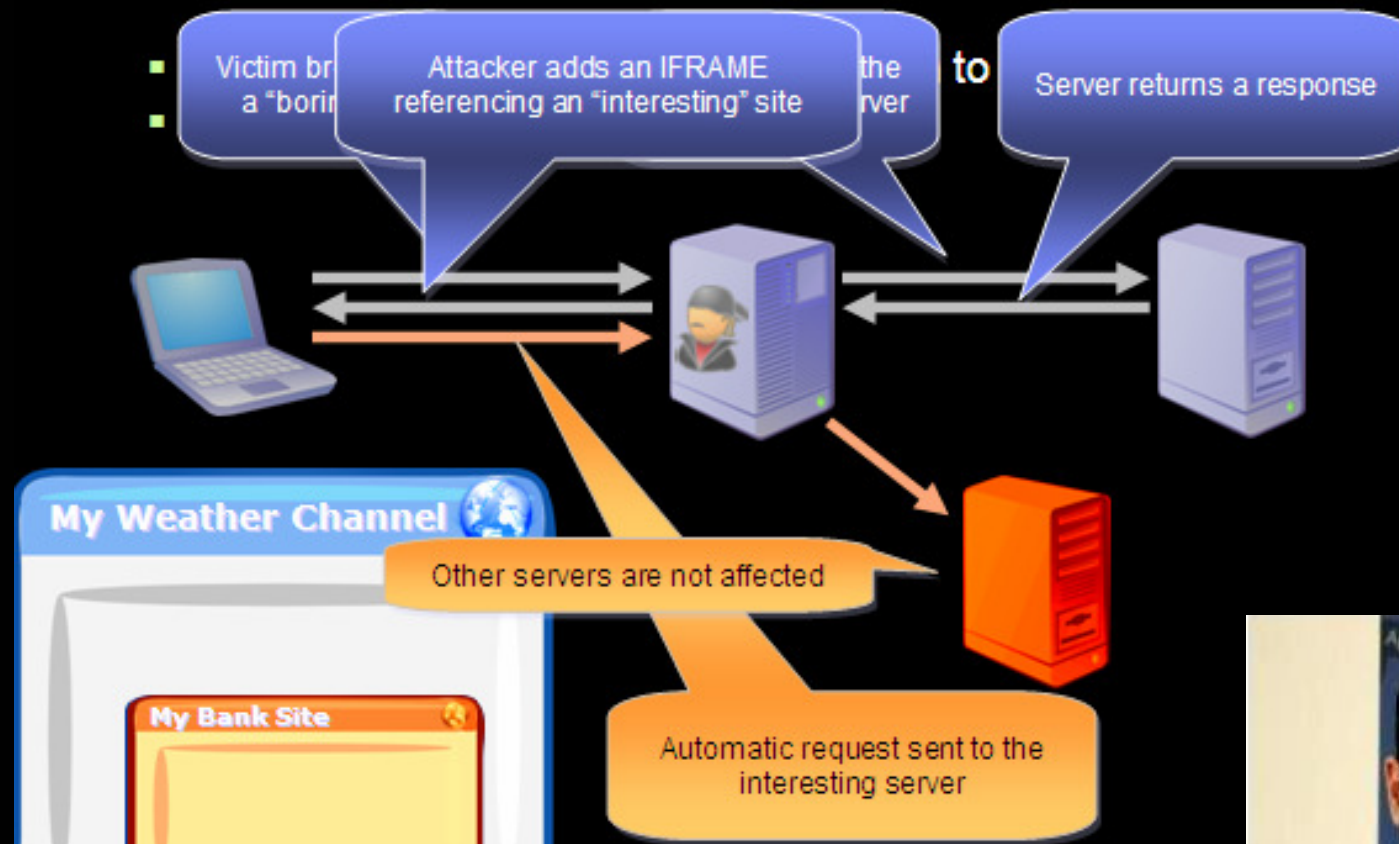 Victim br
a “borin
Attacker adds an IFRAME
referencing an “interesting” site
the
rver
to
Server returns a response
My Weather Channel
Other servers are not affected
My Bank Site
Automatic request sent to the
interesting server